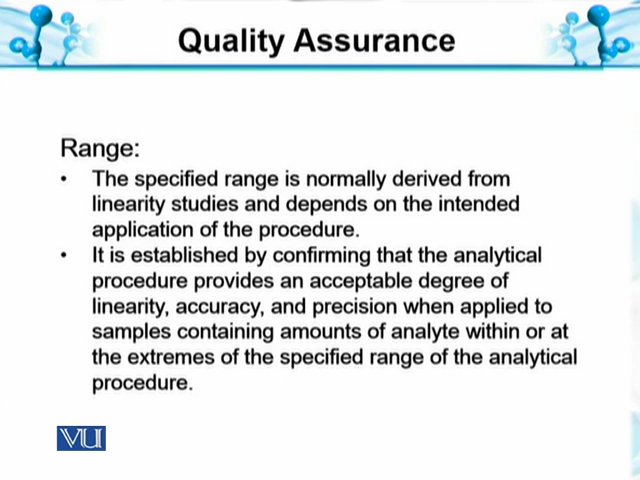 Quality Assurance
Range:
• The specified range is normally derived from
linearity studies and depends on the intended
application of the procedure.
• It is established by confirming that the analytical
procedure provides an acceptable degree of
linearity, accuracy, and precision when applied to
samples containing amounts of analyte within or at
the extremes of the specified range of the analytical
procedure.
VU